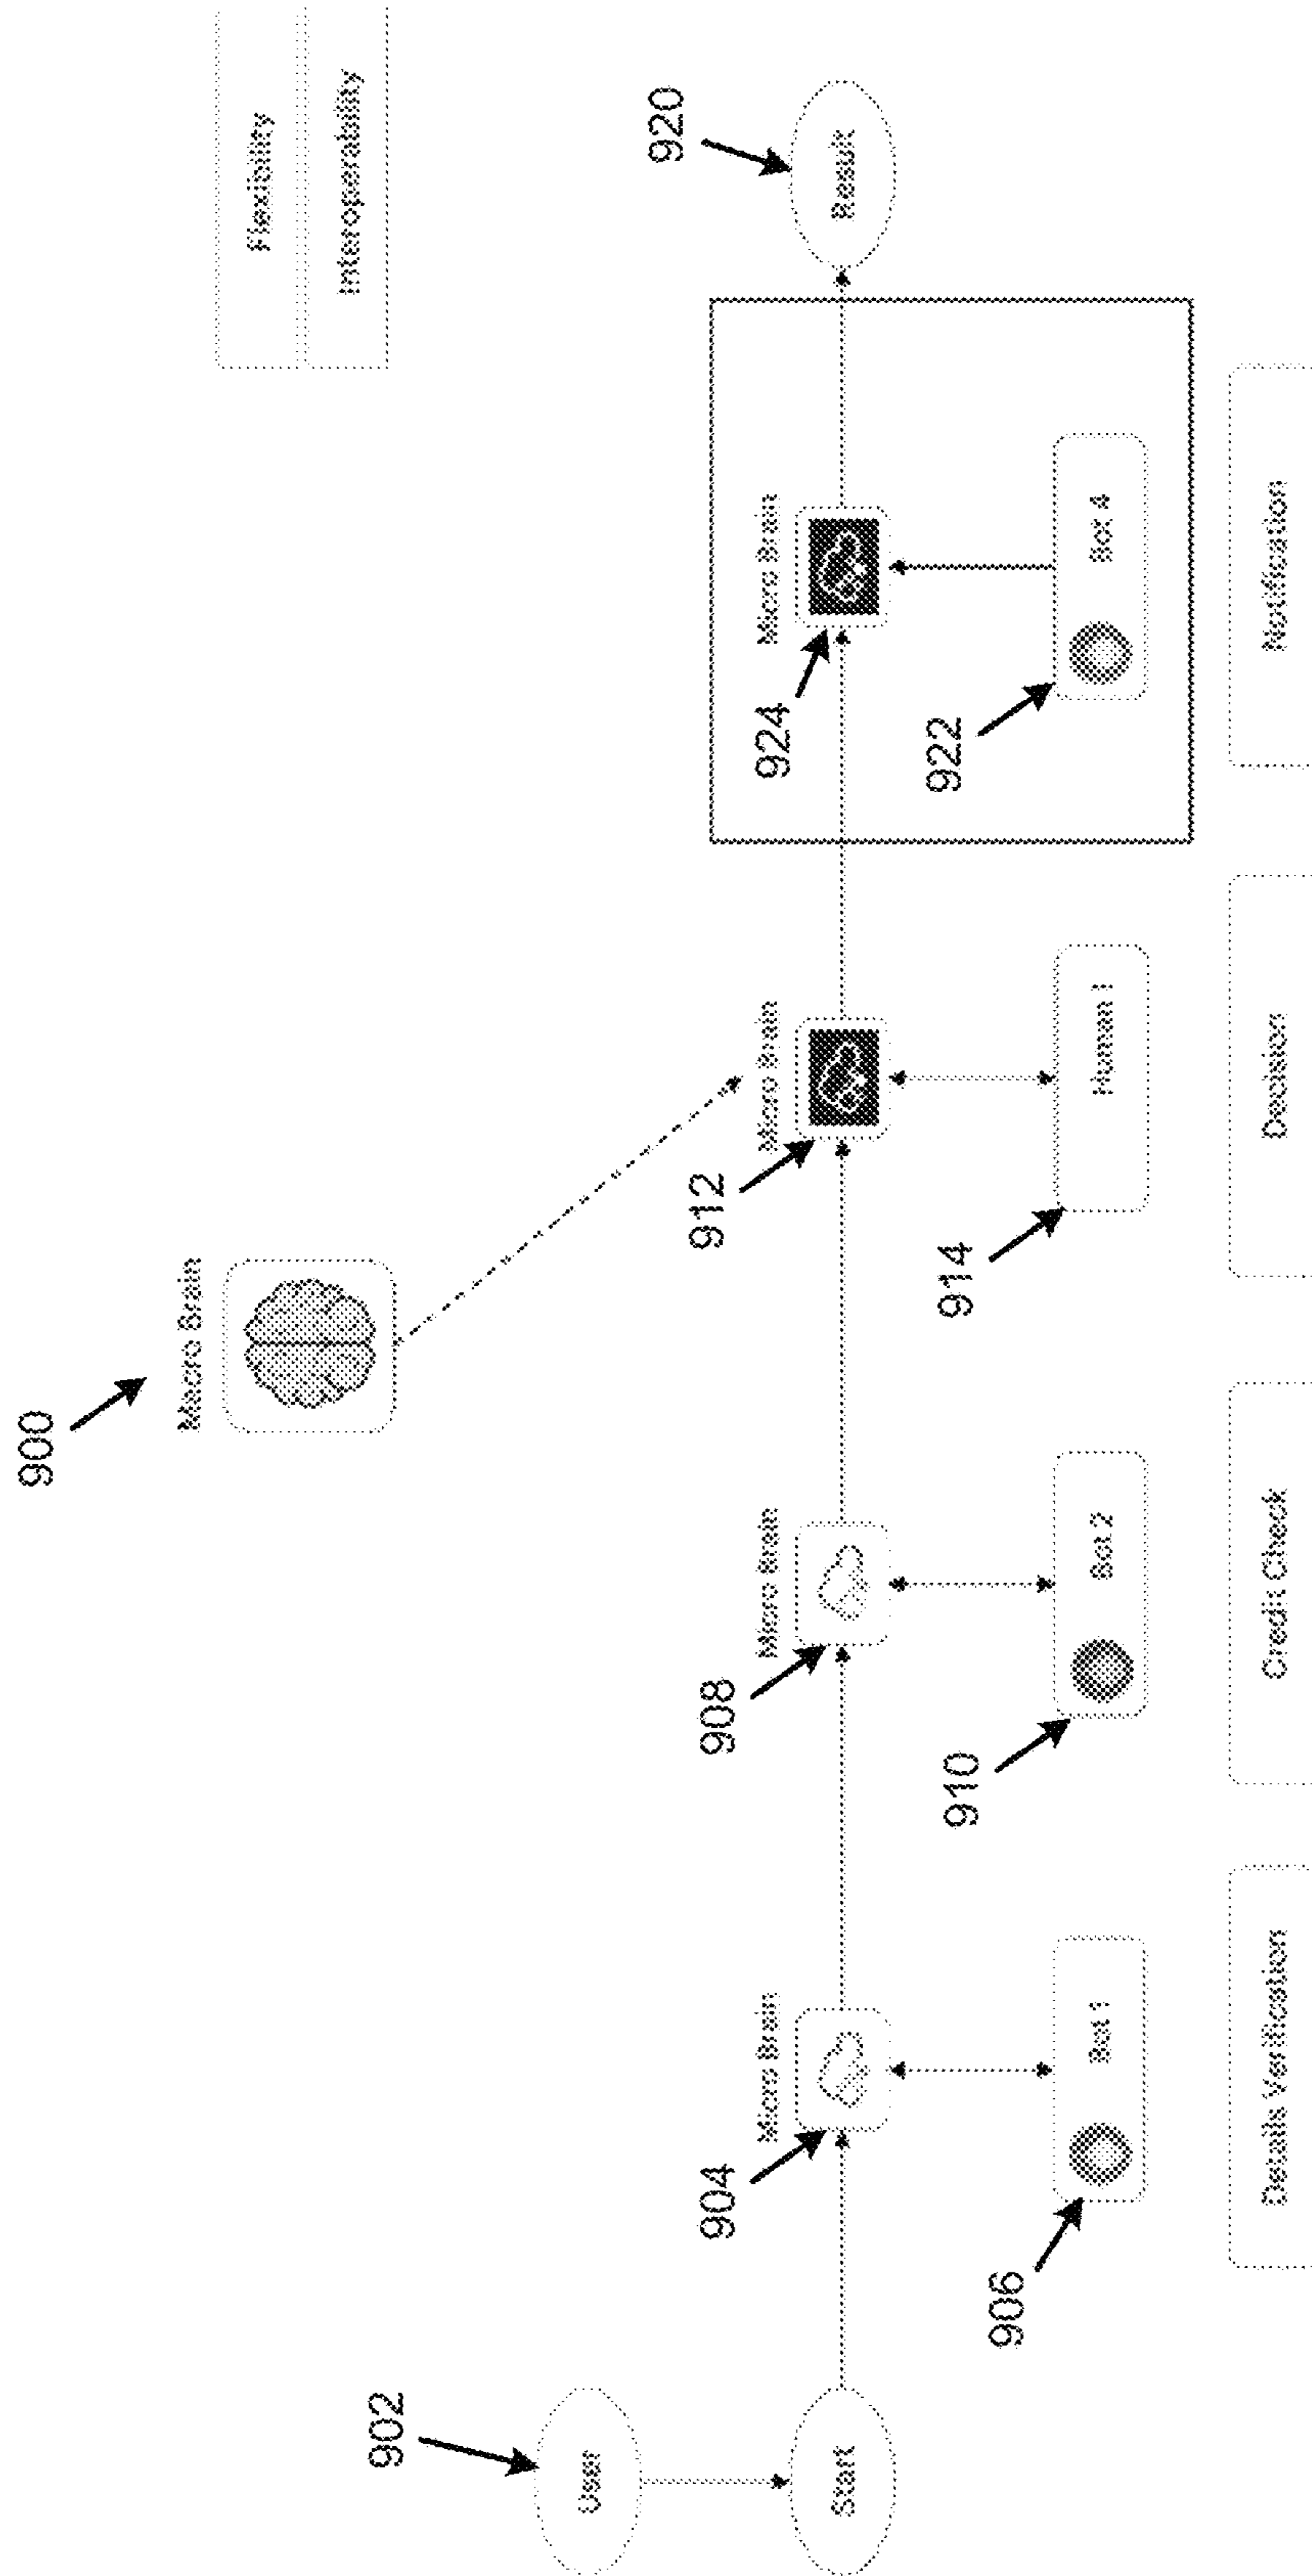 900
Macro Brain
Flexibility
Interoperability
902
User
Start
904
Micro Brain
908
Micro Brain
912
Micro Brain
924
Micro Brain
920
Result
906
Bot 1
910
Bot 2
914
Human 1
922
Bot 4
Details Verification
Credit Check
Decision
Notification